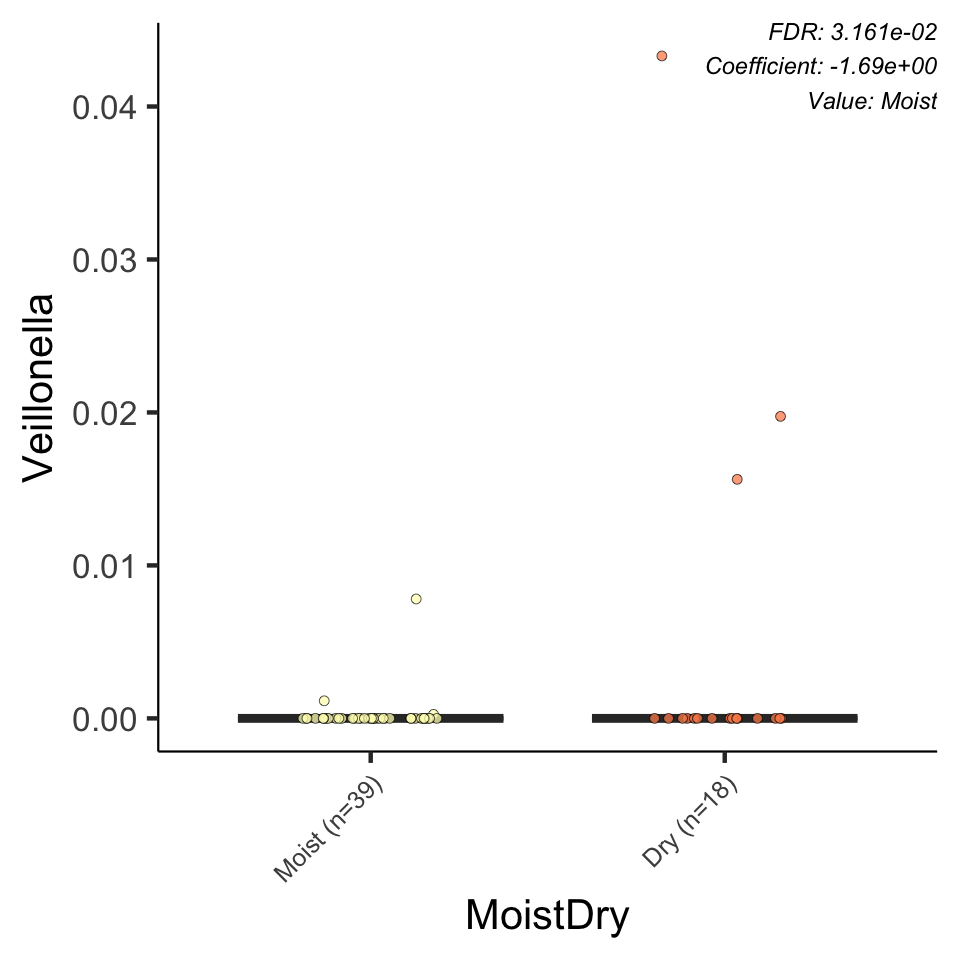 FDR: 3.161e-02
Coefficient: -1.69e+00
Value: Moist
Veillonella
0.04
0.03
0.02
0.01
0.00
Moist (n=39)
Dry (n=18)
MoistDry